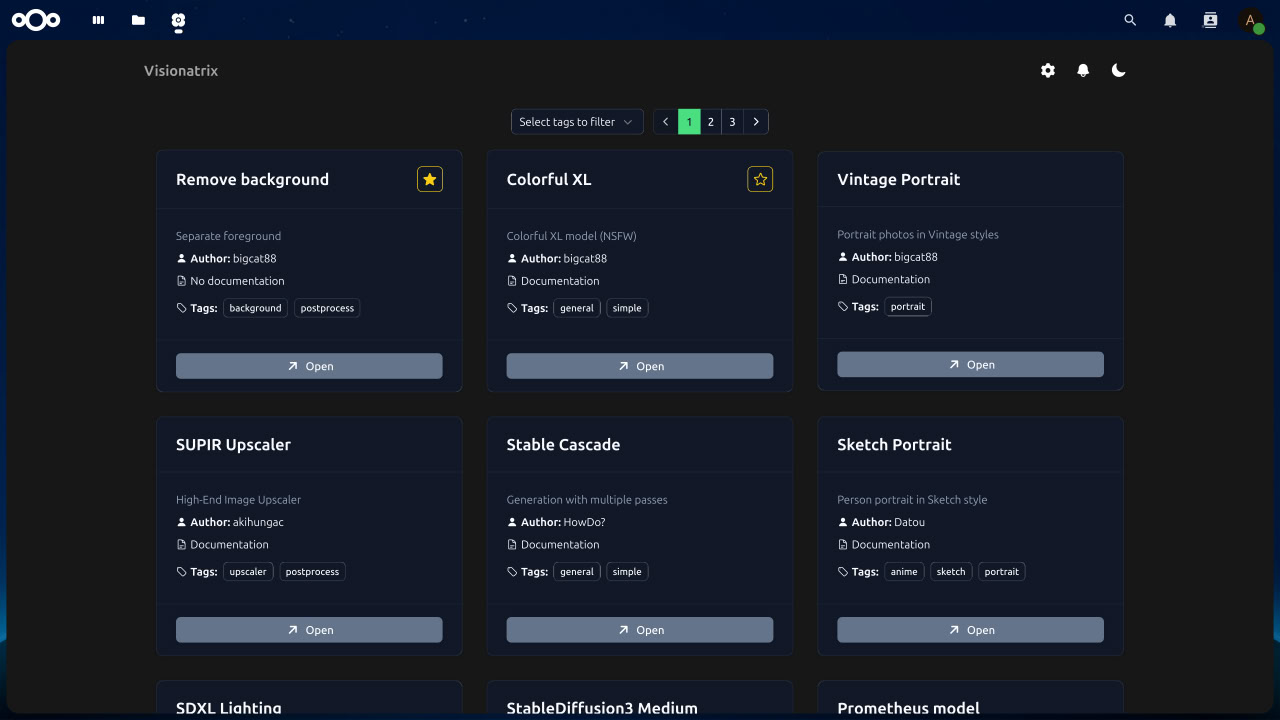 A
Visionatrix
Select tags to filter
1 2 3
Remove background
Separate foreground
Author: bigcat88
No documentation
Tags: background postprocess
Open
Colorful XL
Colorful XL model (NSFW)
Author: bigcat88
Documentation
Tags: general simple
Open
Vintage Portrait
Portrait photos in Vintage styles
Author: bigcat88
Documentation
Tags: portrait
Open
SUPIR Upscaler
High-End Image Upscaler
Author: akihungac
Documentation
Tags: upscaler postprocess
Open
Stable Cascade
Generation with multiple passes
Author: HowDo?
Documentation
Tags: general simple
Open
Sketch Portrait
Person portrait in Sketch style
Author: Datou
Documentation
Tags: anime sketch portrait
Open
SDXL Lighting
StableDiffusion3 Medium
Prometheus model